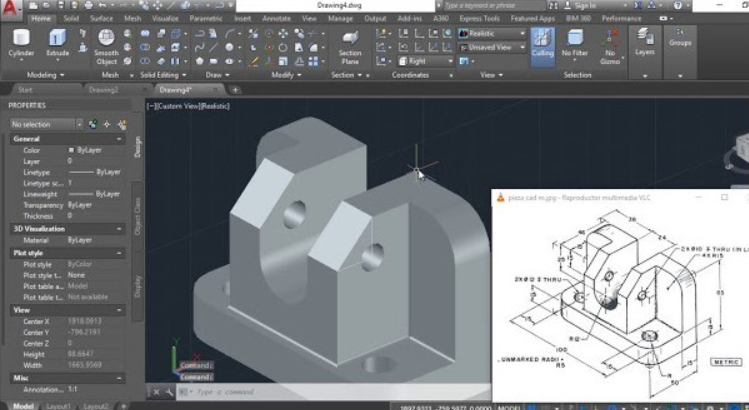 Drawing4.dwg
Type a keyword or phrase
Sign In
Home Solid Surface Mesh Visualize Parametric Insert Annotate View Manage Output Add-ins A360 Express Tools Featured Apps BIM 360 Performance
Cylinder Extrude Smooth Object Section Plane Realistic Unsaved View Right Culling No Filter No Gizmo Layers Groups
Modeling Mesh Solid Editing Draw Modify Section Coordinates View Selection
Start Drawing2 Drawing4*
PROPERTIES
[−][Custom View][Realistic]
No selection
General
Color ByLayer
Layer 0
Linetype ByLayer
Linetype sc... 1
Lineweight ByLayer
Transparency ByLayer
Thickness 0
3D Visualization
Material ByLayer
Plot style
Plot style ByColor
Plot style t... None
Plot table a... Model
Plot table t... Not available
View
Center X 1918.0913
Center Y -796.2191
Center Z 0
Height 98.6647
Width 1663.9569
Misc
Annotation... 1:1
Design
Object Class
Display
pieza cad m.jpg - Reproductor multimedia VLC
38
24
2X Ø10 THRU
4X R15
2X Ø12 THRU
R12
100
UNMARKED RADII =
R5
METRIC
50
Command:
Command:
Type a command
Model Layout1 Layout2
MODEL